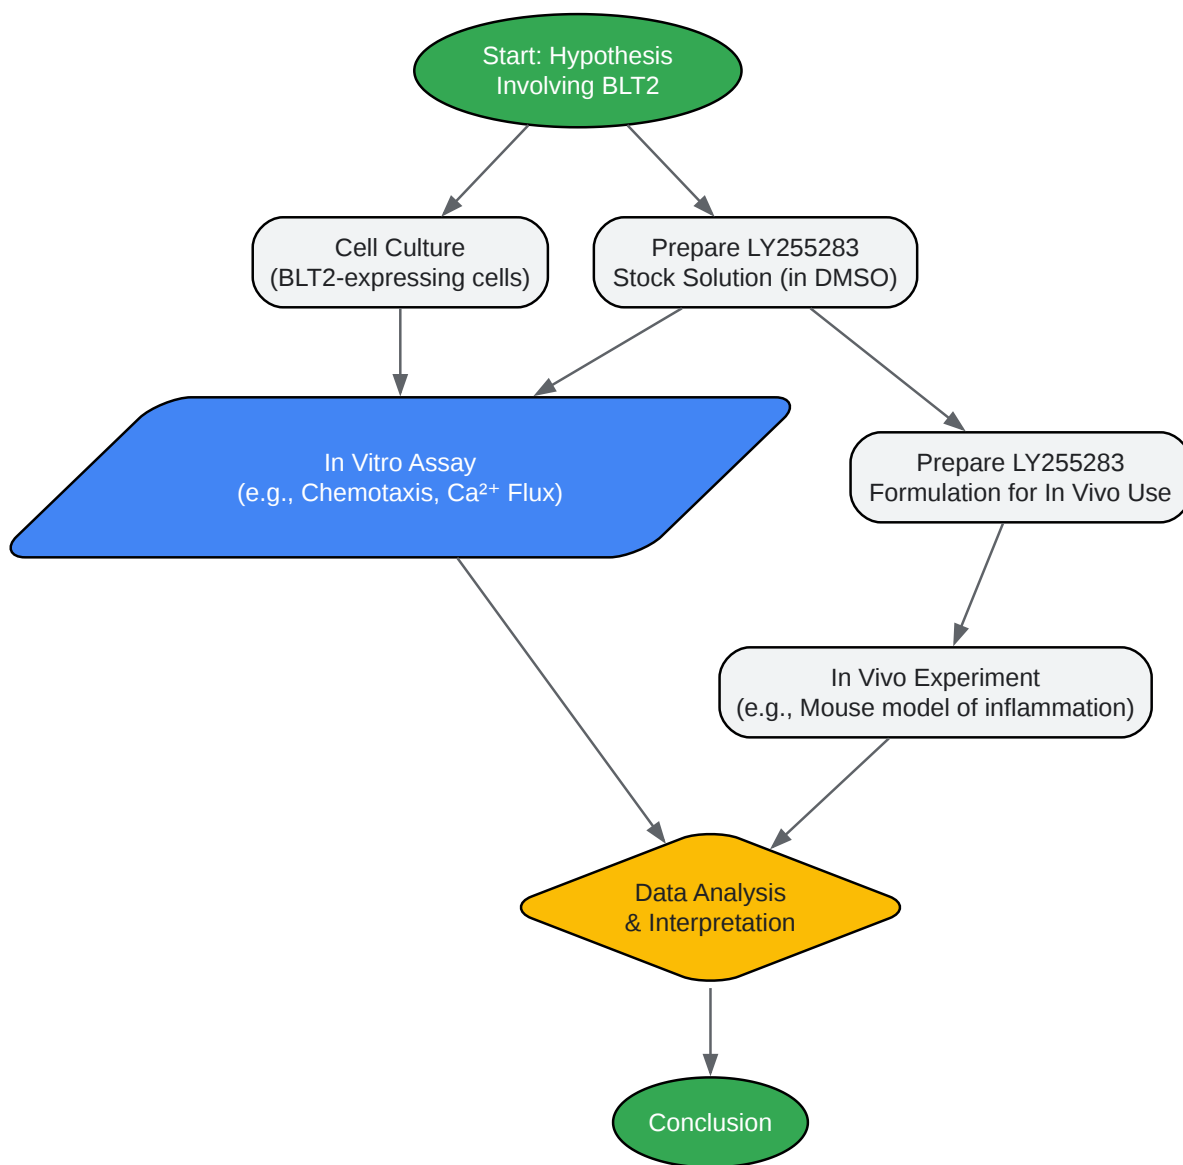 Start: Hypothesis
Involving BLT2
Cell Culture
(BLT2-expressing cells)
Prepare LY255283
Stock Solution (in DMSO)
In Vitro Assay
(e.g., Chemotaxis, Ca²⁺ Flux)
Prepare LY255283
Formulation for In Vivo Use
In Vivo Experiment
(e.g., Mouse model of inflammation)
Data Analysis
& Interpretation
Conclusion